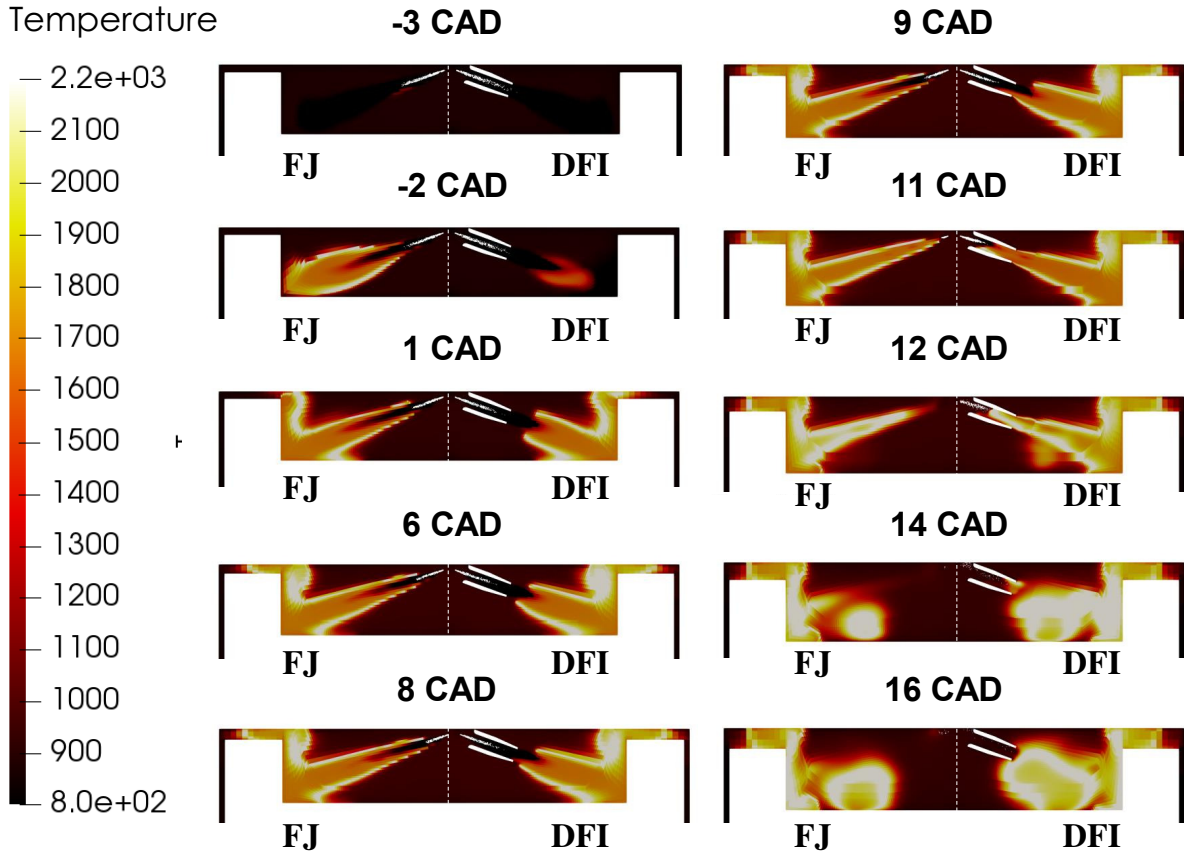 Temperature
2.2e+03
2100
2000
1900
1800
1700
1600
1500
1400
1300
1200
1100
1000
900
8.0e+02
-3 CAD
FJ DFI
-2 CAD
FJ DFI
1 CAD
FJ DFI
6 CAD
FJ DFI
8 CAD
FJ DFI
9 CAD
FJ DFI
11 CAD
FJ DFI
12 CAD
FJ DFI
14 CAD
FJ DFI
16 CAD
FJ DFI